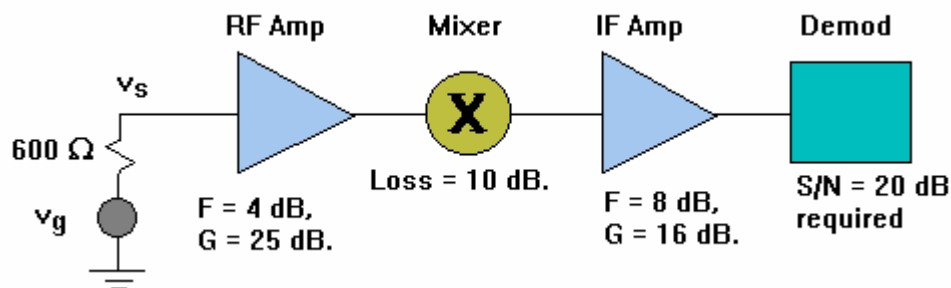 RF Amp
Mixer
IF Amp
Demod
vs
600 Ω
vg
X
F = 4 dB,
G = 25 dB.
Loss = 10 dB.
F = 8 dB,
G = 16 dB.
S/N = 20 dB
required